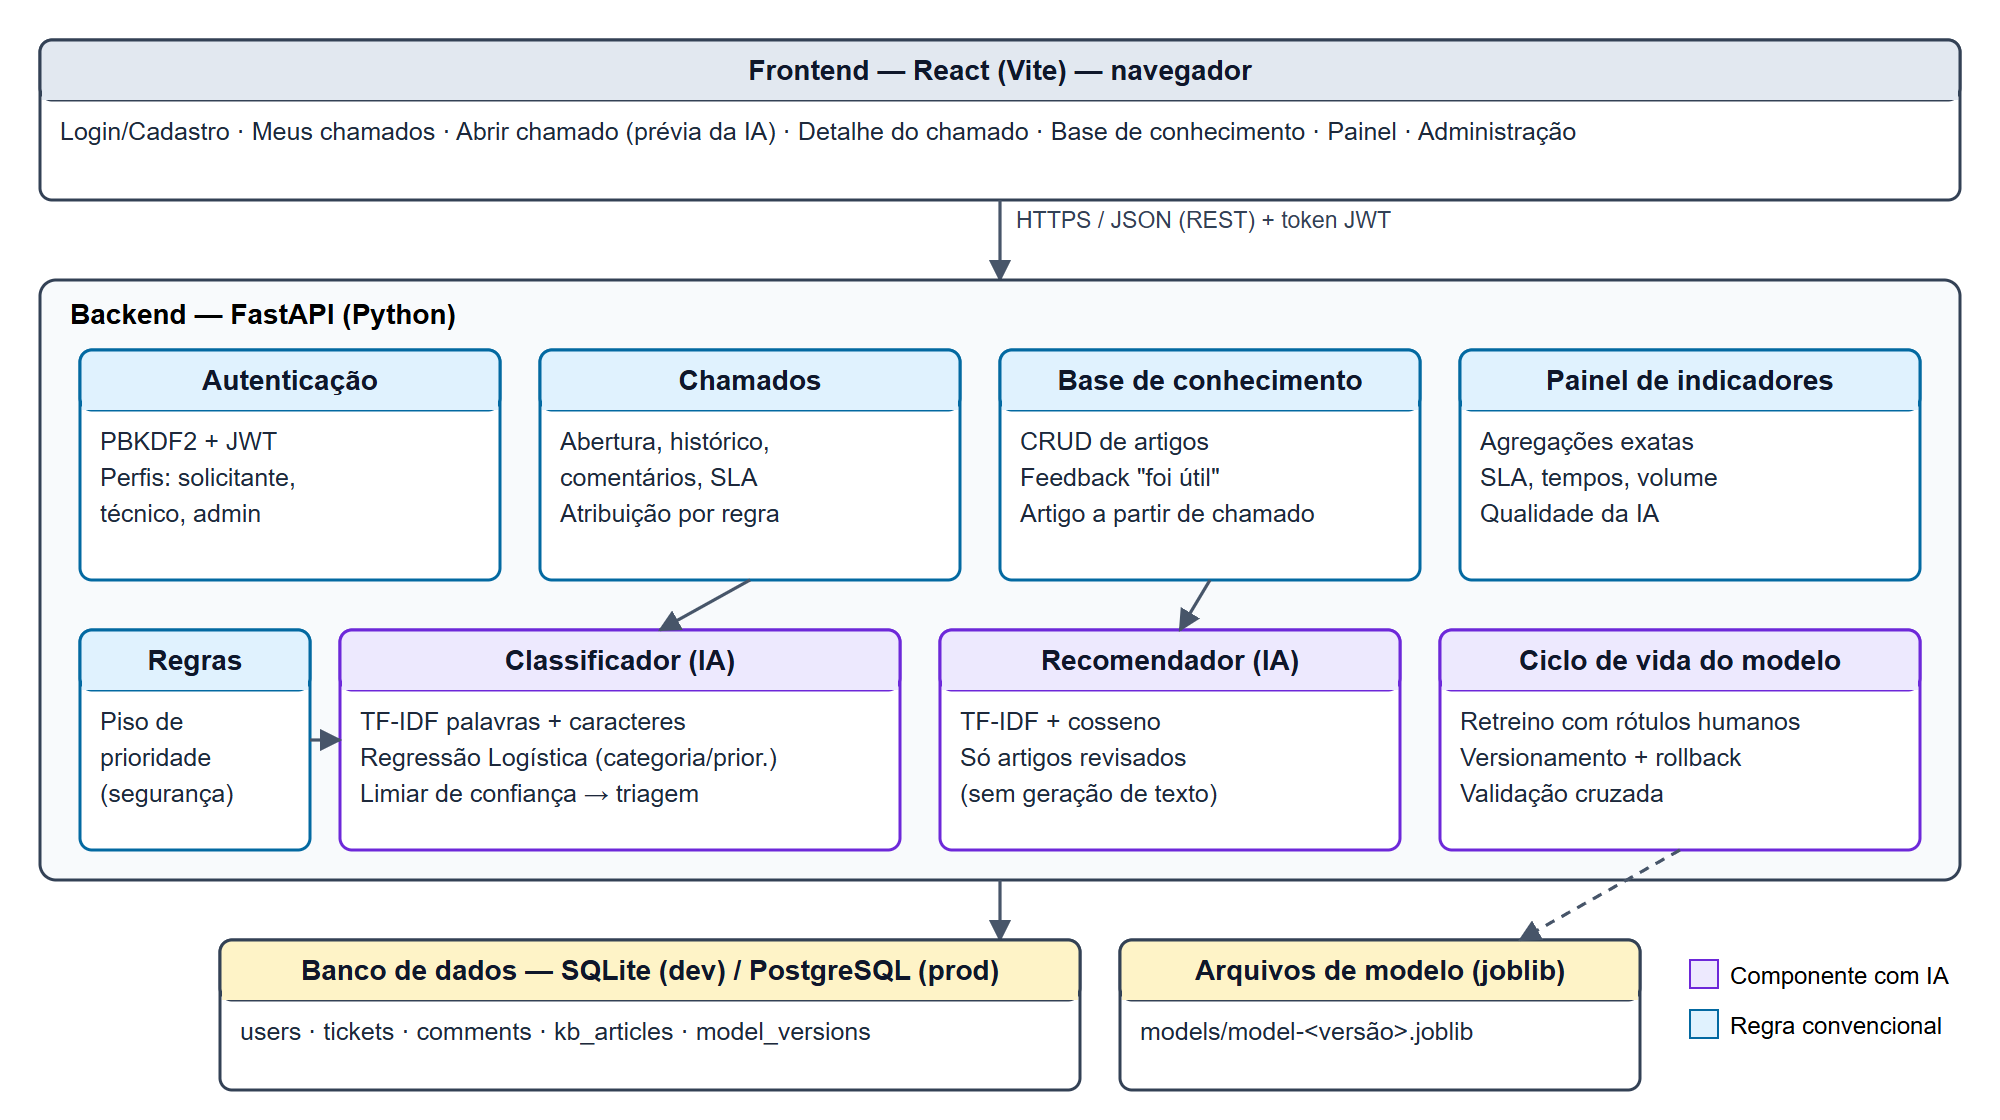 Frontend — React (Vite) — navegador
Login/Cadastro · Meus chamados · Abrir chamado (prévia da IA) · Detalhe do chamado · Base de conhecimento · Painel · Administração
HTTPS / JSON (REST) + token JWT
Backend — FastAPI (Python)
Autenticação
PBKDF2 + JWT
Perfis: solicitante,
técnico, admin
Chamados
Abertura, histórico,
comentários, SLA
Atribuição por regra
Base de conhecimento
CRUD de artigos
Feedback "foi útil"
Artigo a partir de chamado
Painel de indicadores
Agregações exatas
SLA, tempos, volume
Qualidade da IA
Regras
Piso de
prioridade
(segurança)
Classificador (IA)
TF-IDF palavras + caracteres
Regressão Logística (categoria/prior.)
Limiar de confiança → triagem
Recomendador (IA)
TF-IDF + cosseno
Só artigos revisados
(sem geração de texto)
Ciclo de vida do modelo
Retreino com rótulos humanos
Versionamento + rollback
Validação cruzada
Banco de dados — SQLite (dev) / PostgreSQL (prod)
users · tickets · comments · kb_articles · model_versions
Arquivos de modelo (joblib)
models/model-<versão>.joblib
Componente com IA
Regra convencional